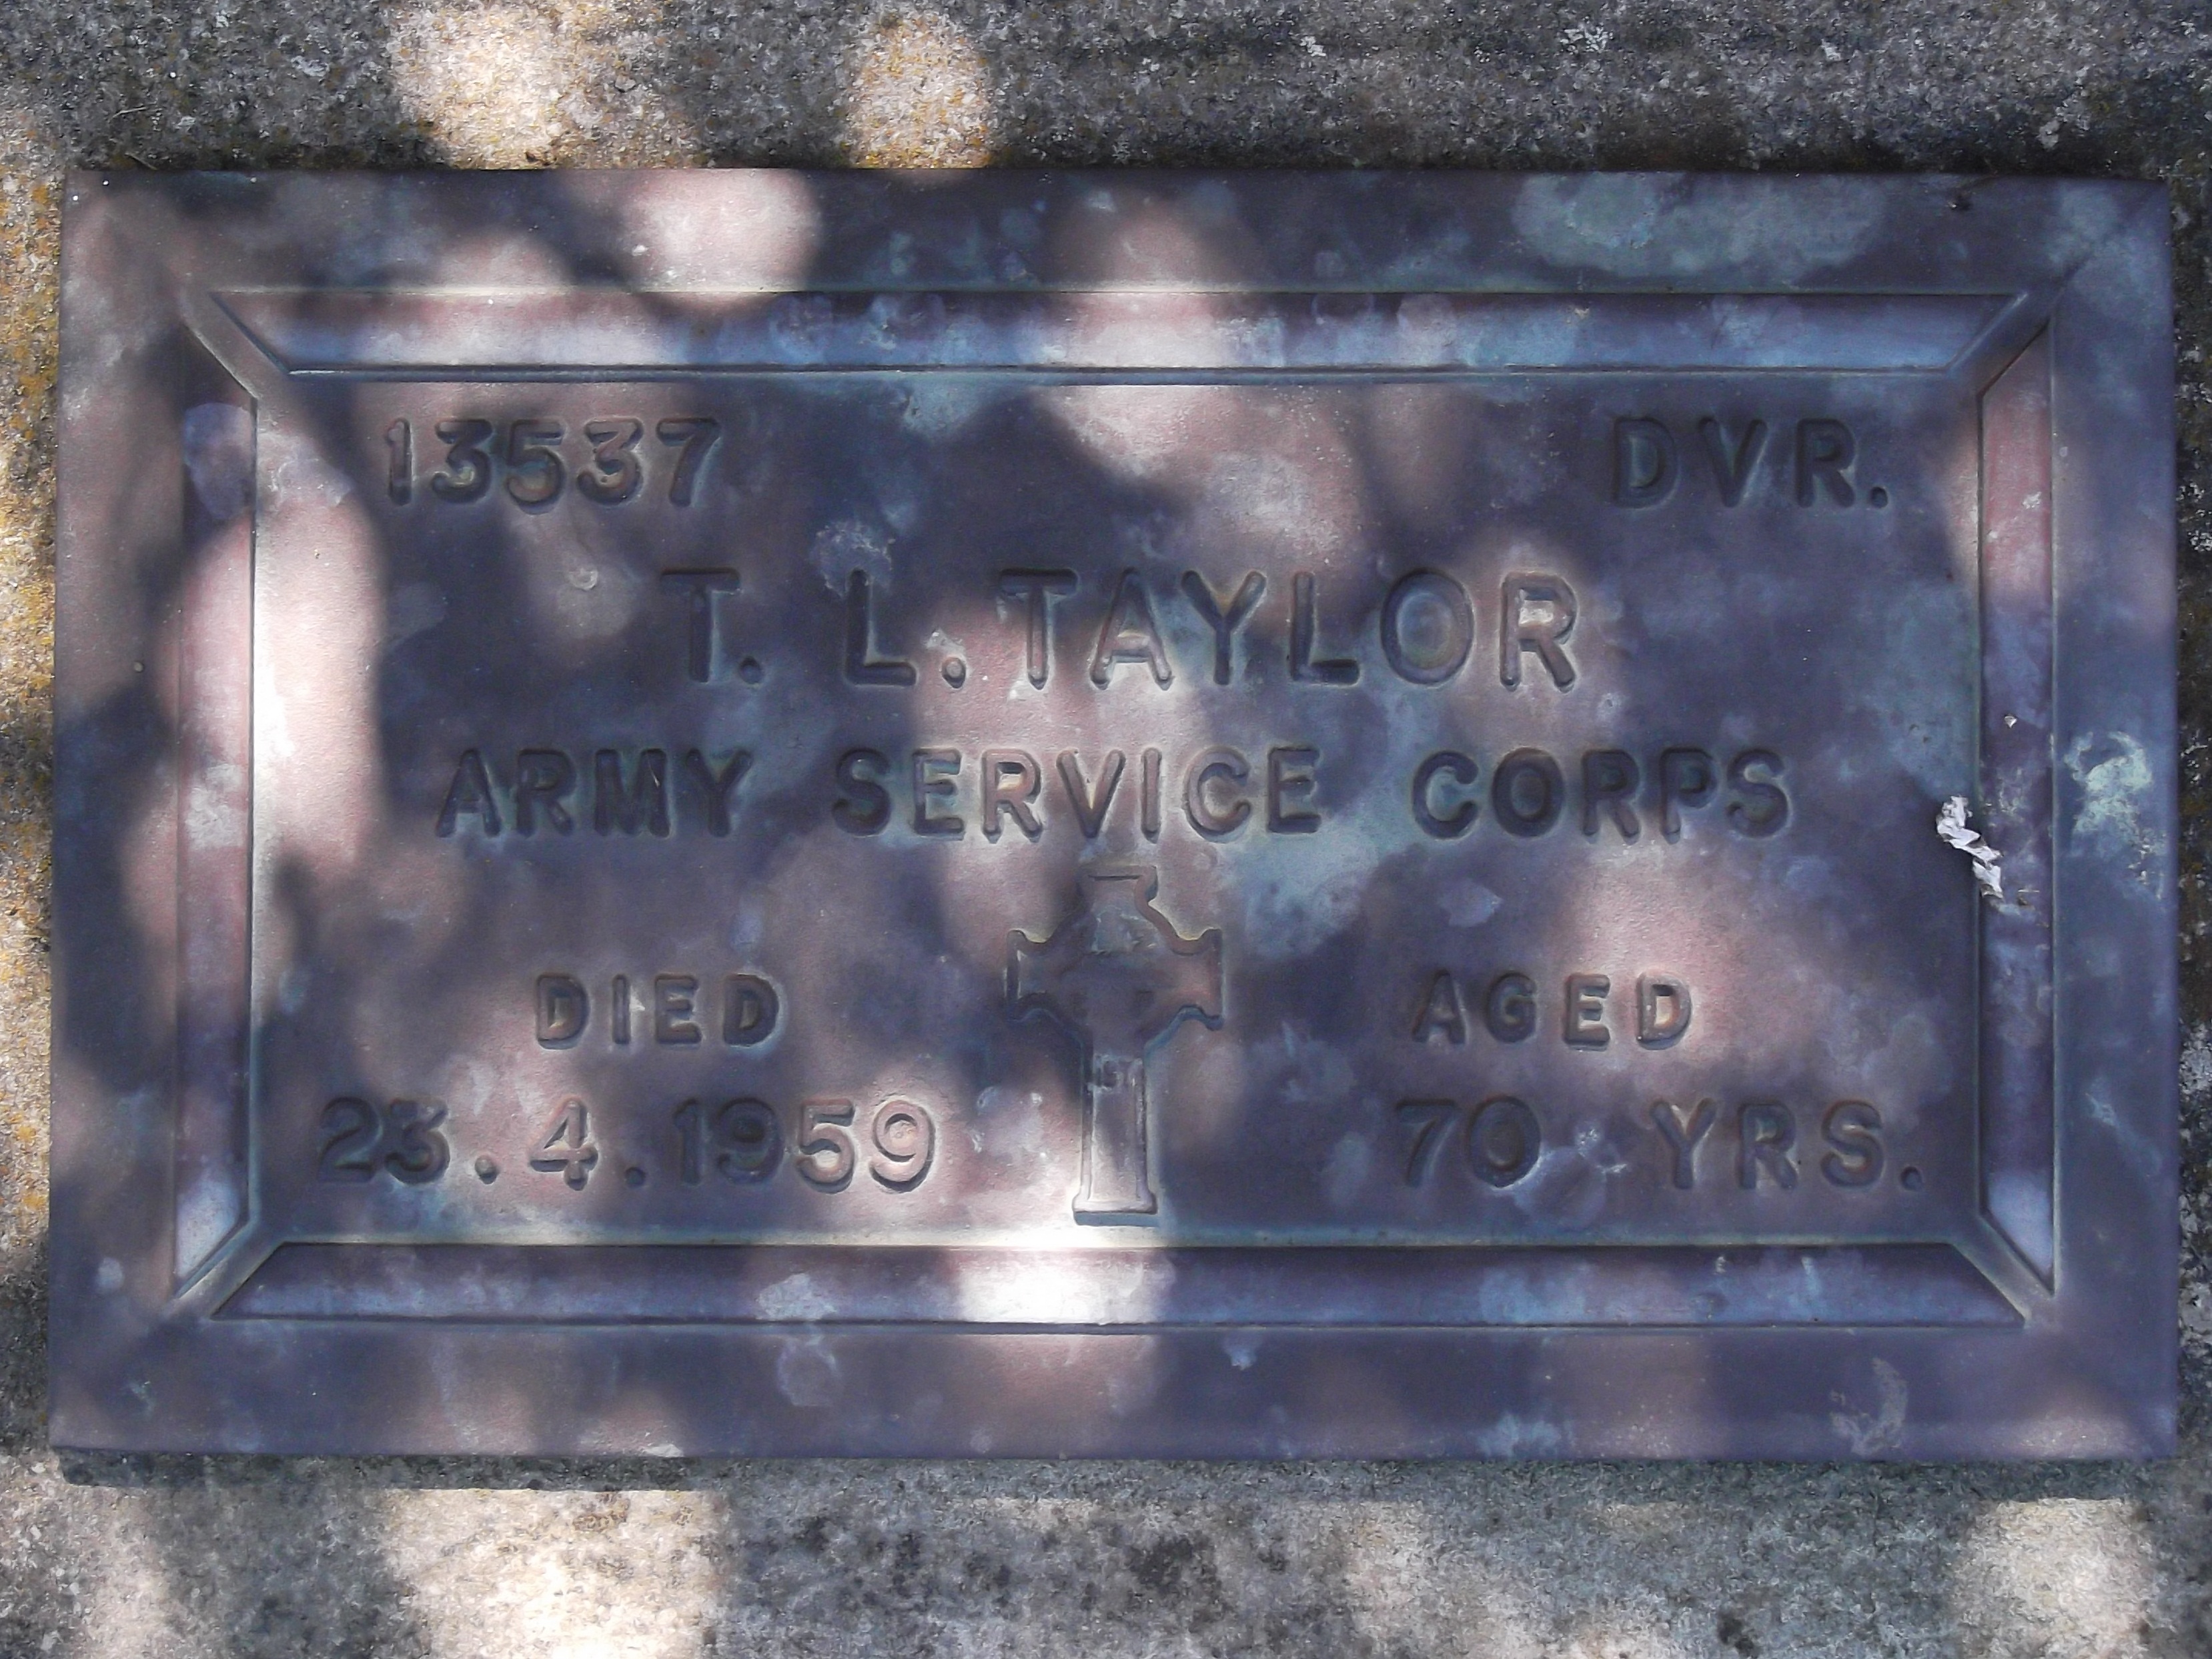 13537 DVR.
T. L. TAYLOR
ARMY SERVICE CORPS
DIED AGED
23.4.1959 70 YRS.